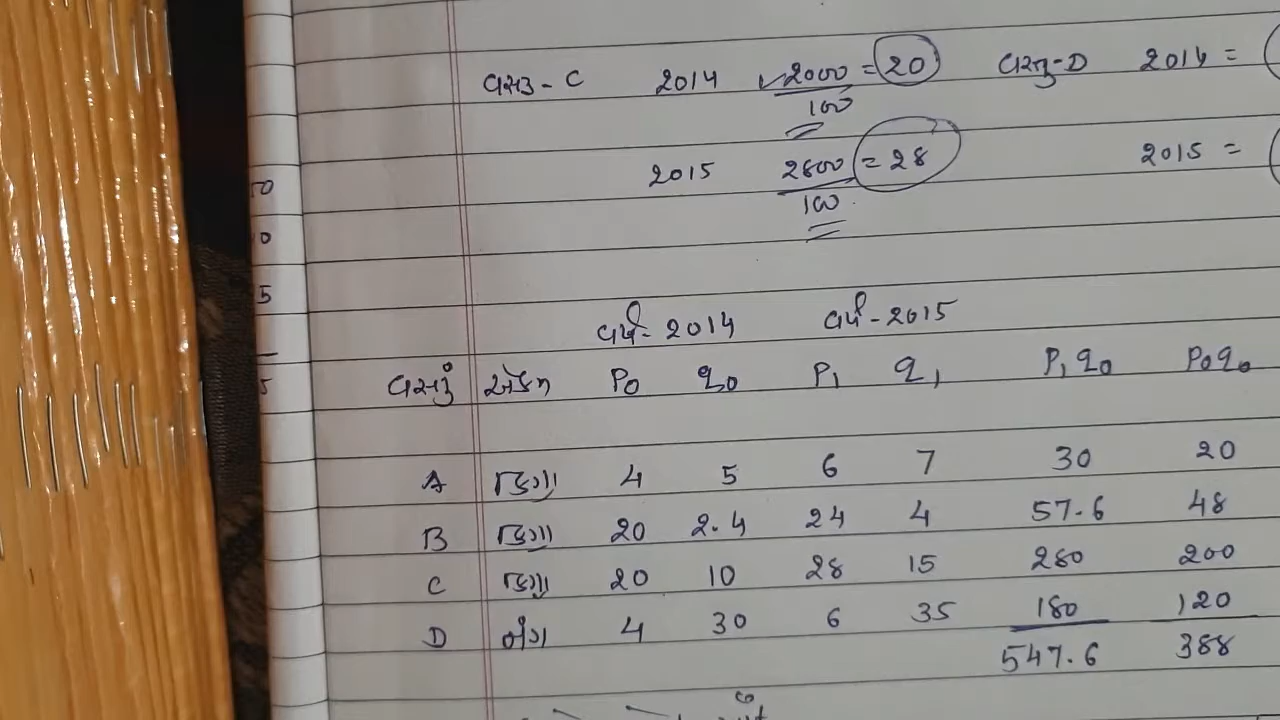 વસ્તુ - C 2014 2000 = 20 વસ્તુ - D 2014 =
100
2015 2800 = 28 2015 =
100
વર્ષ - 2014 વર્ષ - 2015
વસ્તુ એકમ P₀ q₀ P₁ q₁ P₁q₀ P₀q₀
A કિગ્રા 4 5 6 7 30 20
B કિગ્રા 20 2.4 24 4 57.6 48
C કિગ્રા 20 10 28 15 280 200
D નંગ 4 30 6 35 180 120
547.6 388